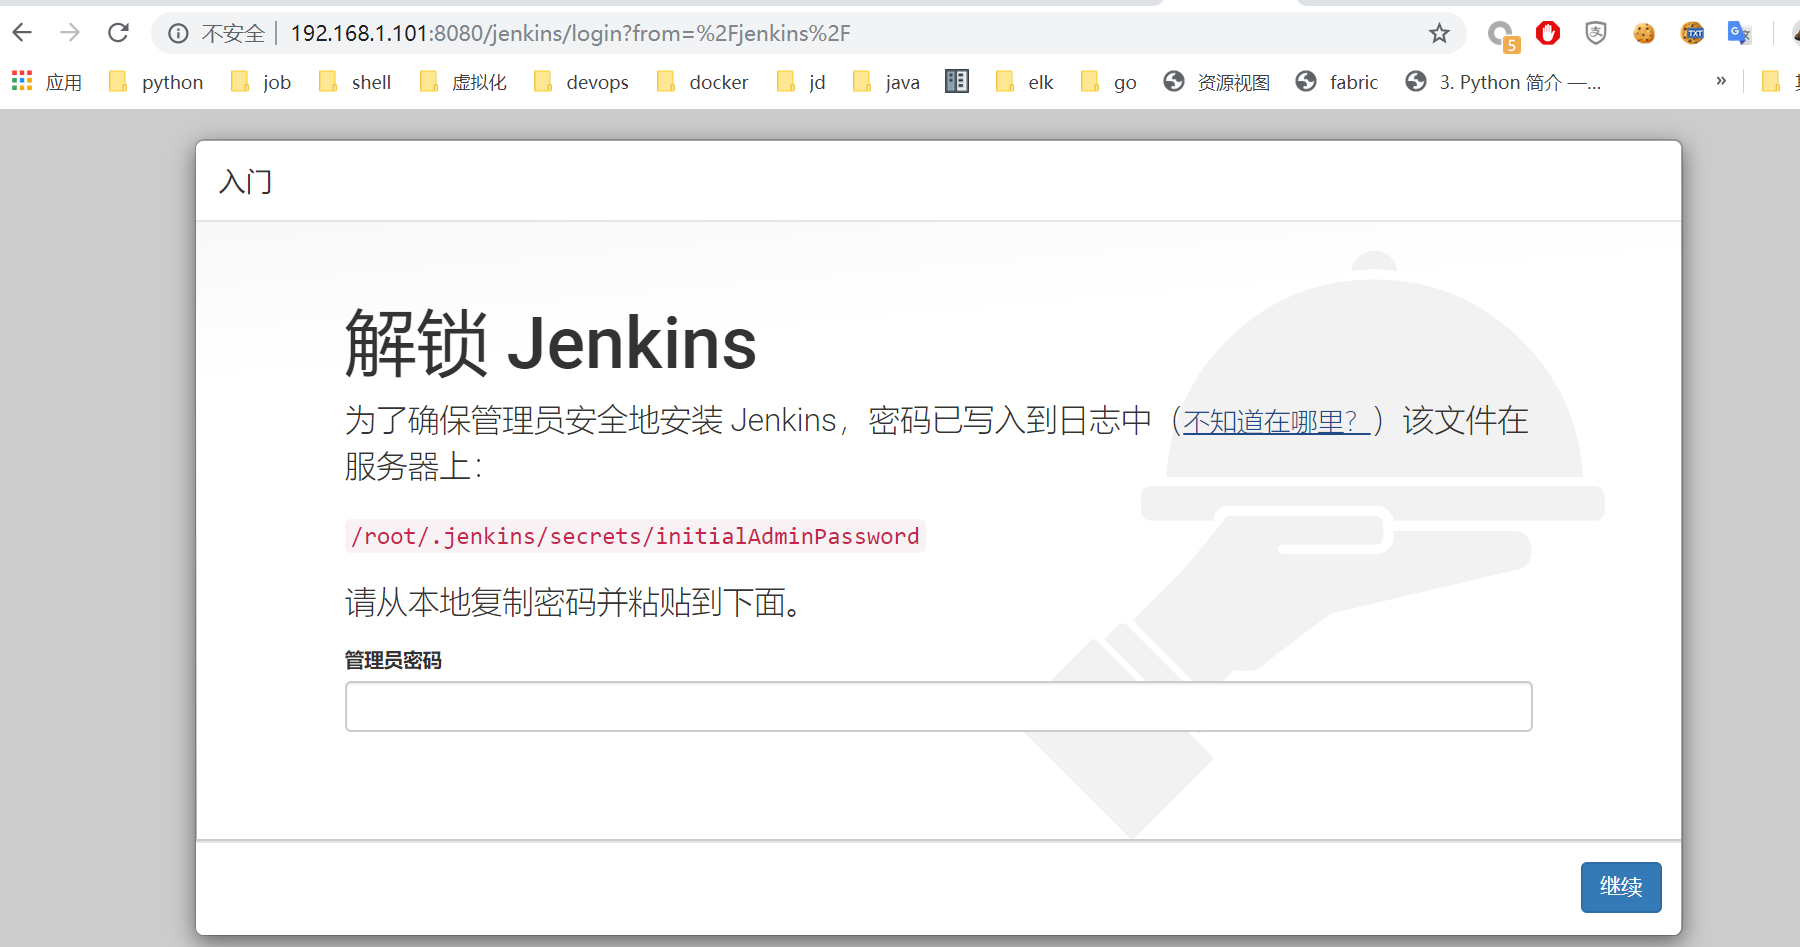 不安全 192.168.1.101:8080/jenkins/login?from=%2Fjenkins%2F
5
TXT
应用 python job shell 虚拟化 devops docker jd java elk go 资源视图 fabric 3. Python 简介 —... »
入门
解锁 Jenkins
为了确保管理员安全地安装 Jenkins，密码已写入到日志中（不知道在哪里？）该文件在
服务器上：
/root/.jenkins/secrets/initialAdminPassword
请从本地复制密码并粘贴到下面。
管理员密码
继续